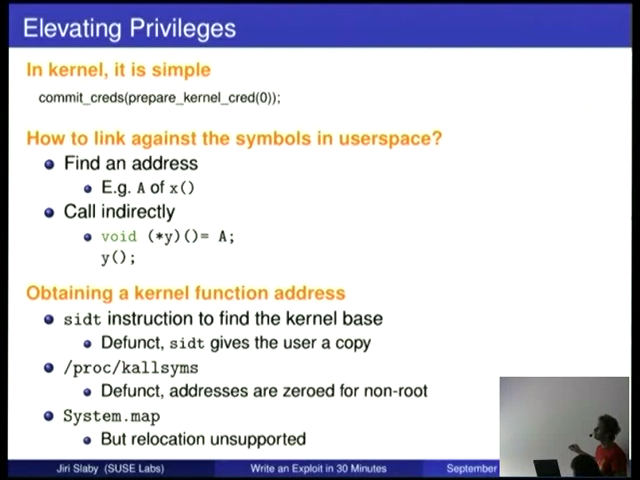 Elevating Privileges
In kernel, it is simple
commit_creds(prepare_kernel_cred(0));
How to link against the symbols in userspace?
Find an address
E.g. A of x()
Call indirectly
void (*y)()= A;
y();
Obtaining a kernel function address
sidt instruction to find the kernel base
Defunct, sidt gives the user a copy
/proc/kallsyms
Defunct, addresses are zeroed for non-root
System.map
But relocation unsupported
Jiri Slaby (SUSE Labs) Write an Exploit in 30 Minutes September